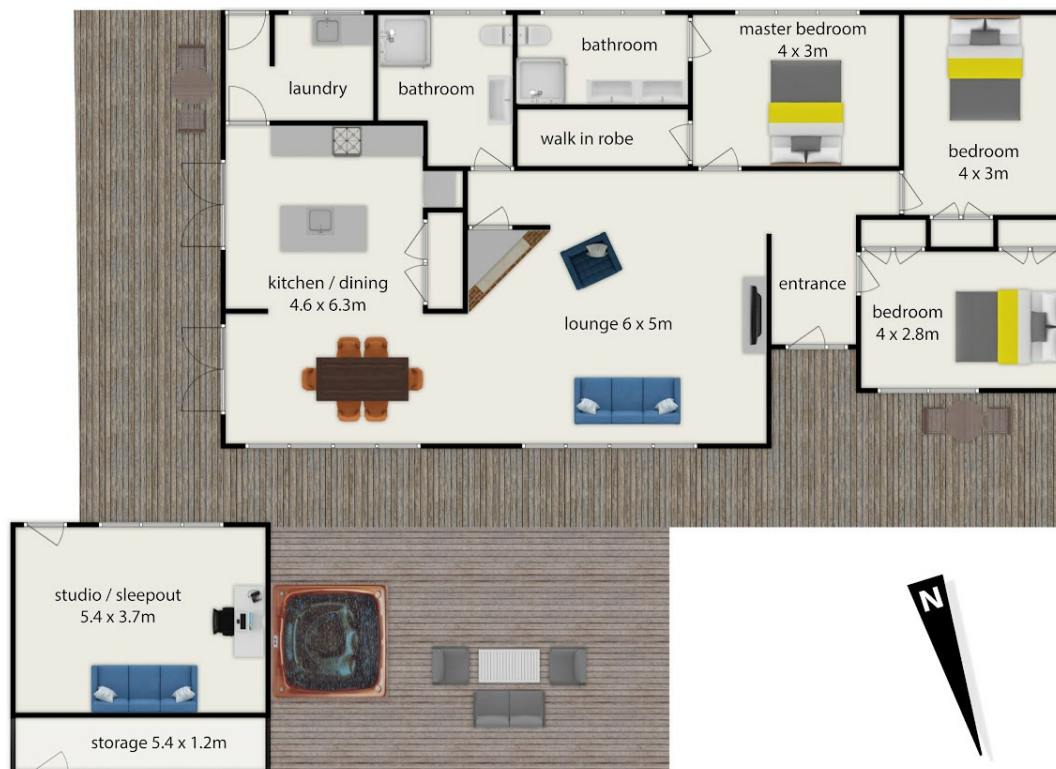 laundry
bathroom
bathroom
master bedroom
4 x 3m
walk in robe
bedroom
4 x 3m
kitchen / dining
4.6 x 6.3m
lounge 6 x 5m
entrance
bedroom
4 x 2.8m
studio / sleepout
5.4 x 3.7m
storage 5.4 x 1.2m
N